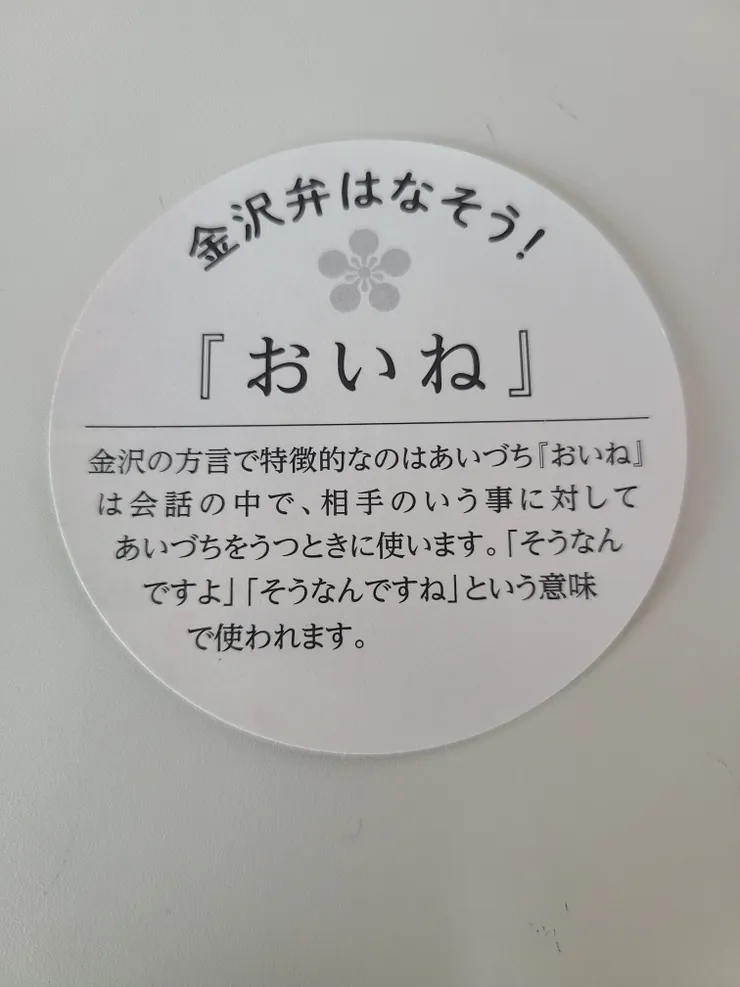 金沢弁はなそう!
『おいね』
金沢の方言で特徴的なのはあいづち『おいね』
は会話の中で、相手のいう事に対して
あいづちをうつときに使います。「そうなん
ですよ」「そうなんですね」という意味
で使われます。